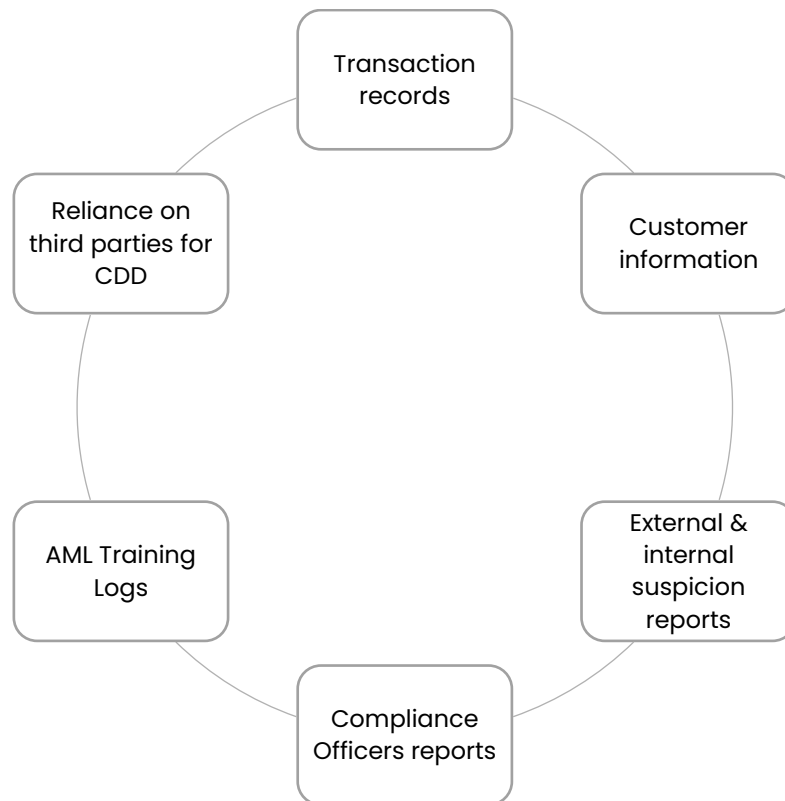 Transaction
records
Customer
information
External &
internal
suspicion
reports
Compliance
Officers reports
AML Training
Logs
Reliance on
third parties for
CDD